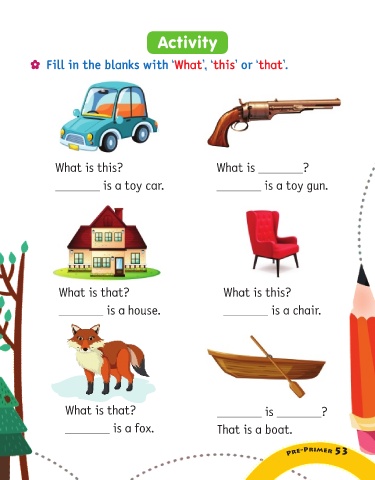 Activity
Fill in the blanks with 'What', 'this' or 'that'.
What is this?
_______ is a toy car.
What is _______?
_______ is a toy gun.
What is that?
_______ is a house.
What is this?
_______ is a chair.
What is that?
_______ is a fox.
_______ is _______?
That is a boat.
Pre-Primer 53